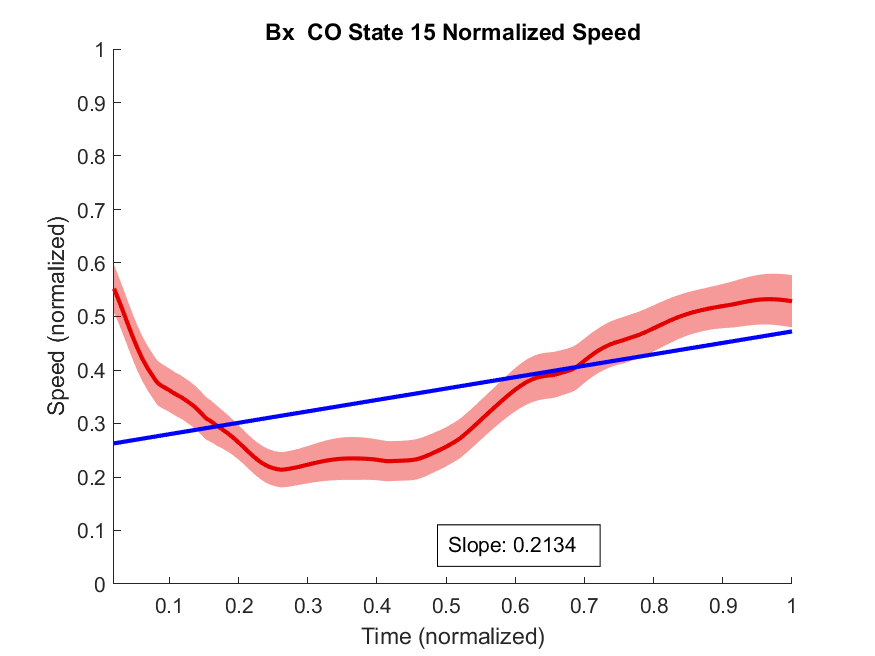 Bx  CO State 15 Normalized Speed
1
0.9
0.8
0.7
0.6
0.5
0.4
0.3
0.2
0.1
0
Speed (normalized)
Slope: 0.2134
0.1 0.2 0.3 0.4 0.5 0.6 0.7 0.8 0.9 1
Time (normalized)